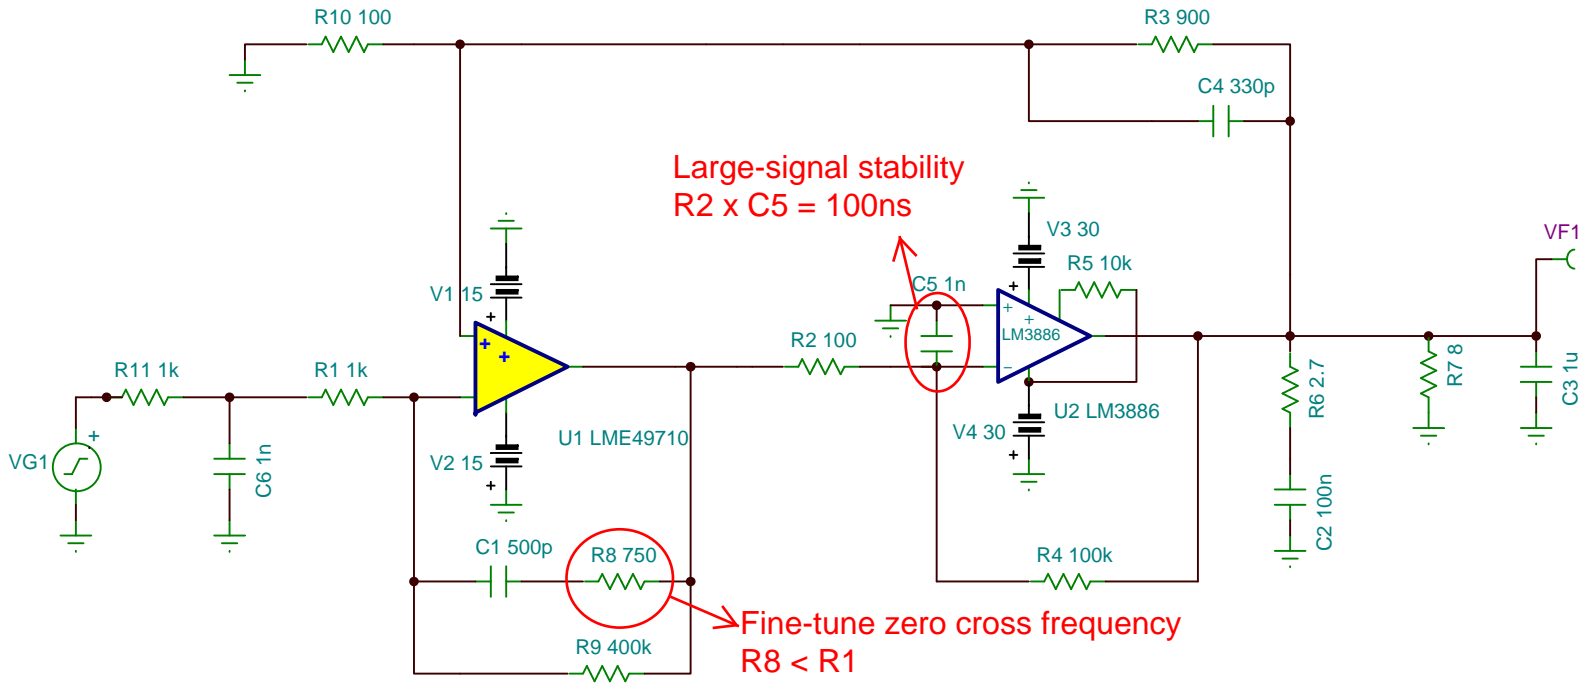 R10 100
R3 900
C4 330p
Large-signal stability
R2 x C5 = 100ns
V3 30
VF1
R5 10k
C5 1n
V1 15
+
+
+
+
LM3886
-
R2 100
R11 1k
R1 1k
+
+
R6 2.7
R7 8
C3 1u
U2 LM3886
V4 30
+
U1 LME49710
V2 15
+
VG1
+
C6 1n
C2 100n
C1 500p
R8 750
R4 100k
Fine-tune zero cross frequency
R8 < R1
R9 400k